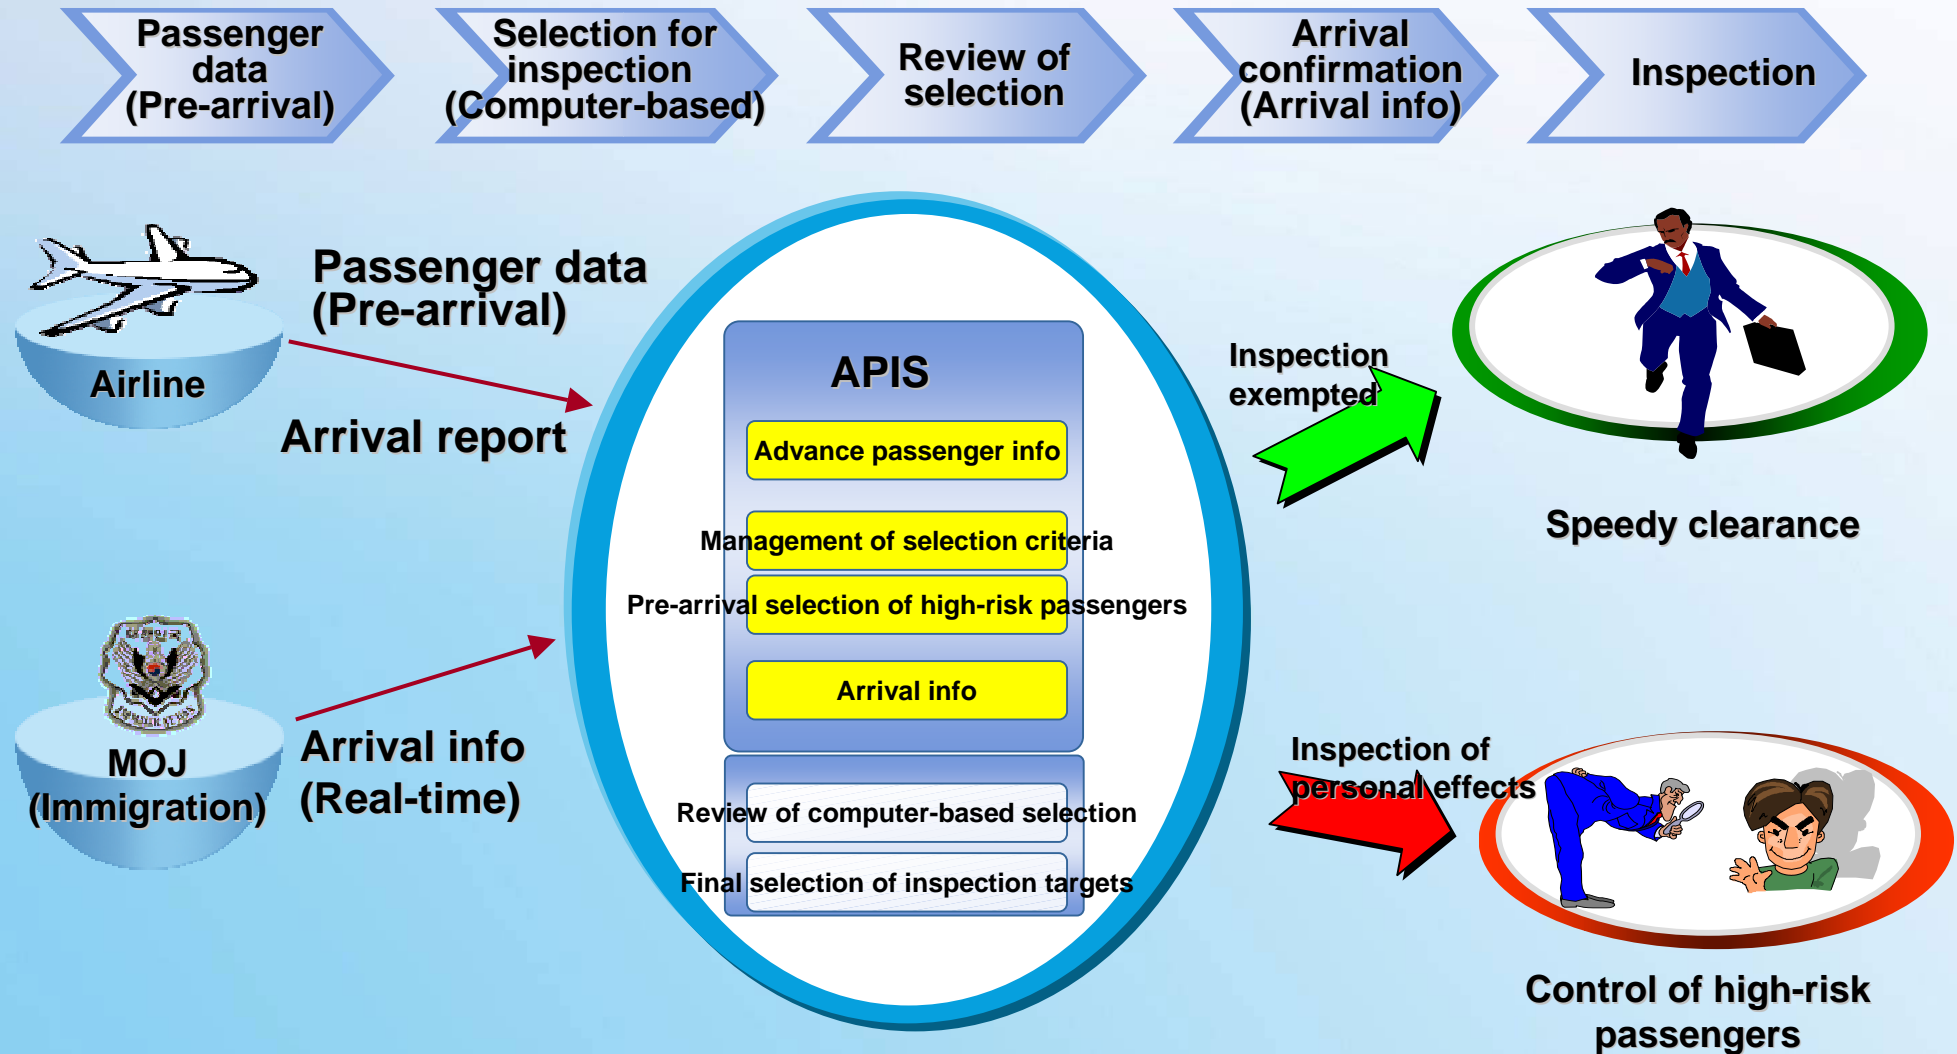 Passenger
data
(Pre-arrival)
Selection for
inspection
(Computer-based)
Review of
selection
Arrival
confirmation
(Arrival info)
Inspection
Passenger data
(Pre-arrival)
Airline
Arrival report
MOJ
(Immigration)
Arrival info
(Real-time)
APIS
Advance passenger info
Management of selection criteria
Pre-arrival selection of high-risk passengers
Arrival info
Review of computer-based selection
Final selection of inspection targets
Inspection
exempted
Speedy clearance
Inspection of
personal effects
Control of high-risk
passengers